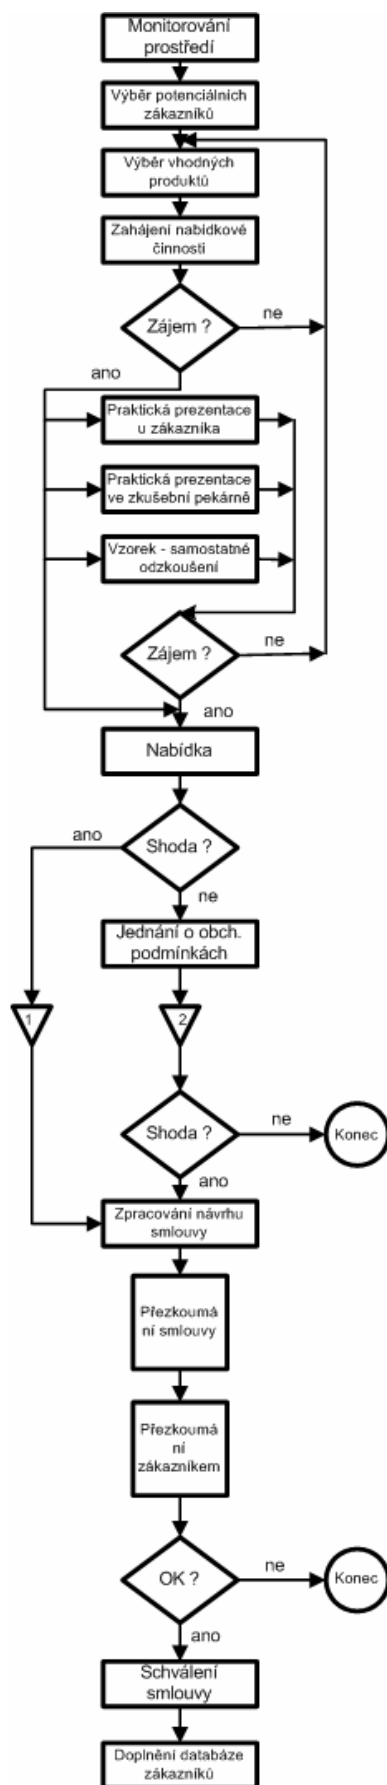 Monitorování
prostředí
Výběr potenciálních
zákazníků
Výběr vhodných
produktů
Zahájení nabídkové
činnosti
Zájem ?
ne
ano
Praktická prezentace
u zákazníka
Praktická prezentace
ve zkušební pekárně
Vzorek - samostatné
odzkoušení
Zájem ?
ne
ano
Nabídka
ano
Shoda ?
ne
Jednání o obch.
podmínkách
1
2
Shoda ?
ne
Konec
ano
Zpracování návrhu
smlouvy
Přezkoumá
ní smlouvy
Přezkoumá
ní
zákazníkem
OK ?
ne
Konec
ano
Schválení
smlouvy
Doplnění databáze
zákazníků